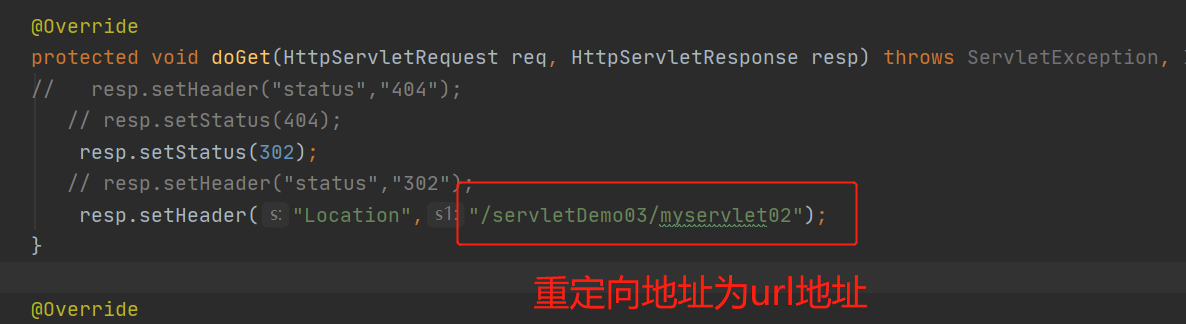 @Override
protected void doGet(HttpServletRequest req, HttpServletResponse resp) throws ServletException,
//   resp.setHeader("status","404");
// resp.setStatus(404);
resp.setStatus(302);
// resp.setHeader("status","302");
resp.setHeader( s: "Location", s1: "/servletDemo03/myservlet02");
}
重定向地址为url地址
@Override